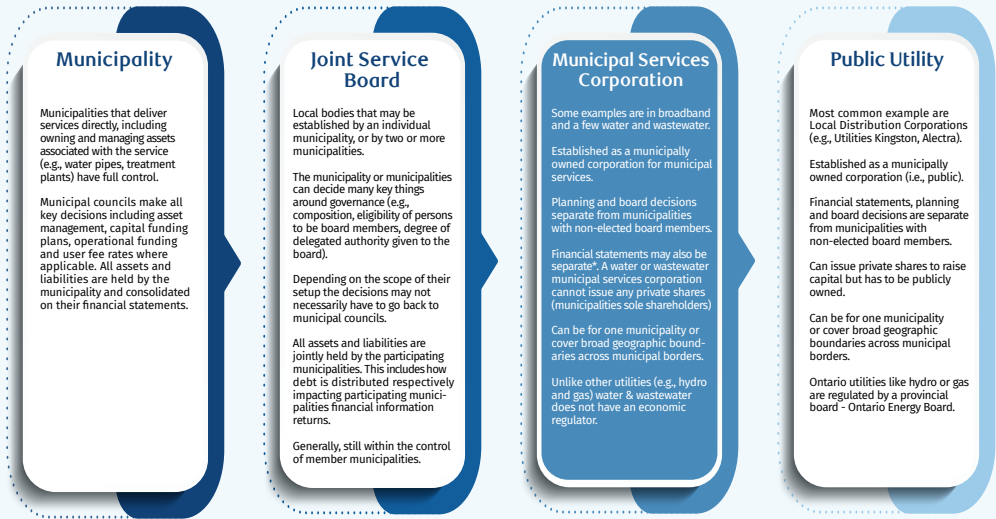 Municipality
Municipalities that deliver
services directly, including
owning and managing assets
associated with the service
(e.g., water pipes, treatment
plants) have full control.
Municipal councils make all
key decisions including asset
management, capital funding
plans, operational funding
and user fee rates where
applicable. All assets and
liabilities are held by the
municipality and consolidated
on their financial statements.
Joint Service
Board
Local bodies that may be
established by an individual
municipality, or by two or more
municipalities.
The municipality or municipalities
can decide many key things
around governance (e.g.,
composition, eligibility of persons
to be board members, degree of
delegated authority given to the
board).
Depending on the scope of their
setup the decisions may not
necessarily have to go back to
municipal councils.
All assets and liabilities are
jointly held by the participating
municipalities. This includes how
debt is distributed respectively
impacting participating munici-
palities financial information
returns.
Generally, still within the control
of member municipalities.
Municipal Services
Corporation
Some examples are in broadband
and a few water and wastewater.
Established as a municipally
owned corporation for municipal
services.
Planning and board decisions
separate from municipalities
with non-elected board members.
Financial statements may also be
separate*. A water or wastewater
municipal services corporation
cannot issue any private shares
(municipalities sole shareholders)
Can be for one municipality or
cover broad geographic bound-
aries across municipal borders.
Unlike other utilities (e.g., hydro
and gas) water & wastewater
does not have an economic
regulator.
Public Utility
Most common example are
Local Distribution Corporations
(e.g., Utilities Kingston, Alectra).
Established as a municipally
owned corporation (i.e., public).
Financial statements, planning
and board decisions are separate
from municipalities with
non-elected board members.
Can issue private shares to raise
capital but has to be publicly
owned.
Can be for one municipality
or cover broad geographic
boundaries across municipal
borders.
Ontario utilities like hydro or gas
are regulated by a provincial
board - Ontario Energy Board.